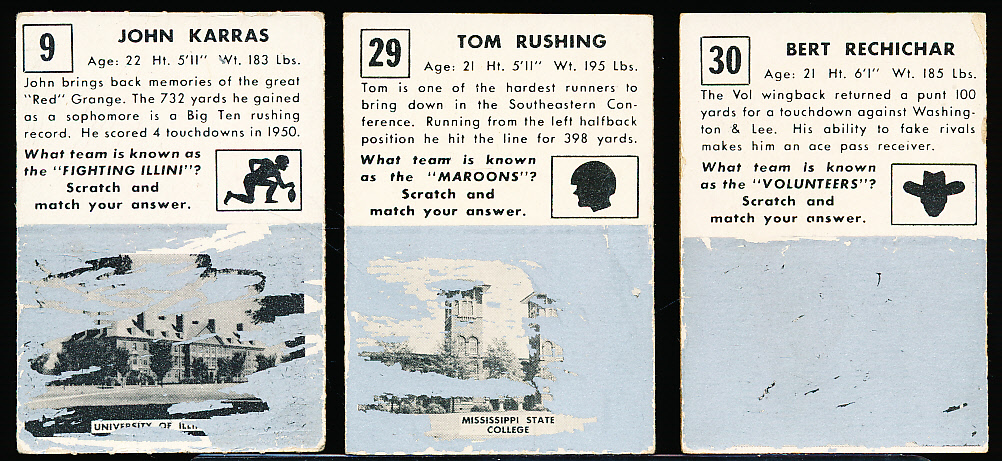 9
JOHN KARRAS
Age: 22 Ht. 5'11" Wt. 183 Lbs.
John brings back memories of the great
"Red" Grange. The 732 yards he gained
as a sophomore is a Big Ten rushing
record. He scored 4 touchdowns in 1950.
What team is known as
the "FIGHTING ILLINI"?
Scratch and
match your answer.
UNIVERSITY OF
29
TOM RUSHING
Age: 21 Ht. 5'11" Wt. 195 Lbs.
Tom is one of the hardest runners to
bring down in the Southeastern Con-
ference. Running from the left halfback
position he hit the line for 398 yards.
What team is known
as the "MAROONS"?
Scratch and
match your answer.
MISSISSIPPI STATE
COLLEGE
30
BERT RECHICHAR
Age: 21 Ht. 6'1" Wt. 185 Lbs.
The Vol wingback returned a punt 100
yards for a touchdown against Washing-
ton & Lee. His ability to fake rivals
makes him an ace pass receiver.
What team is known
as the "VOLUNTEERS"?
Scratch and
match your answer.